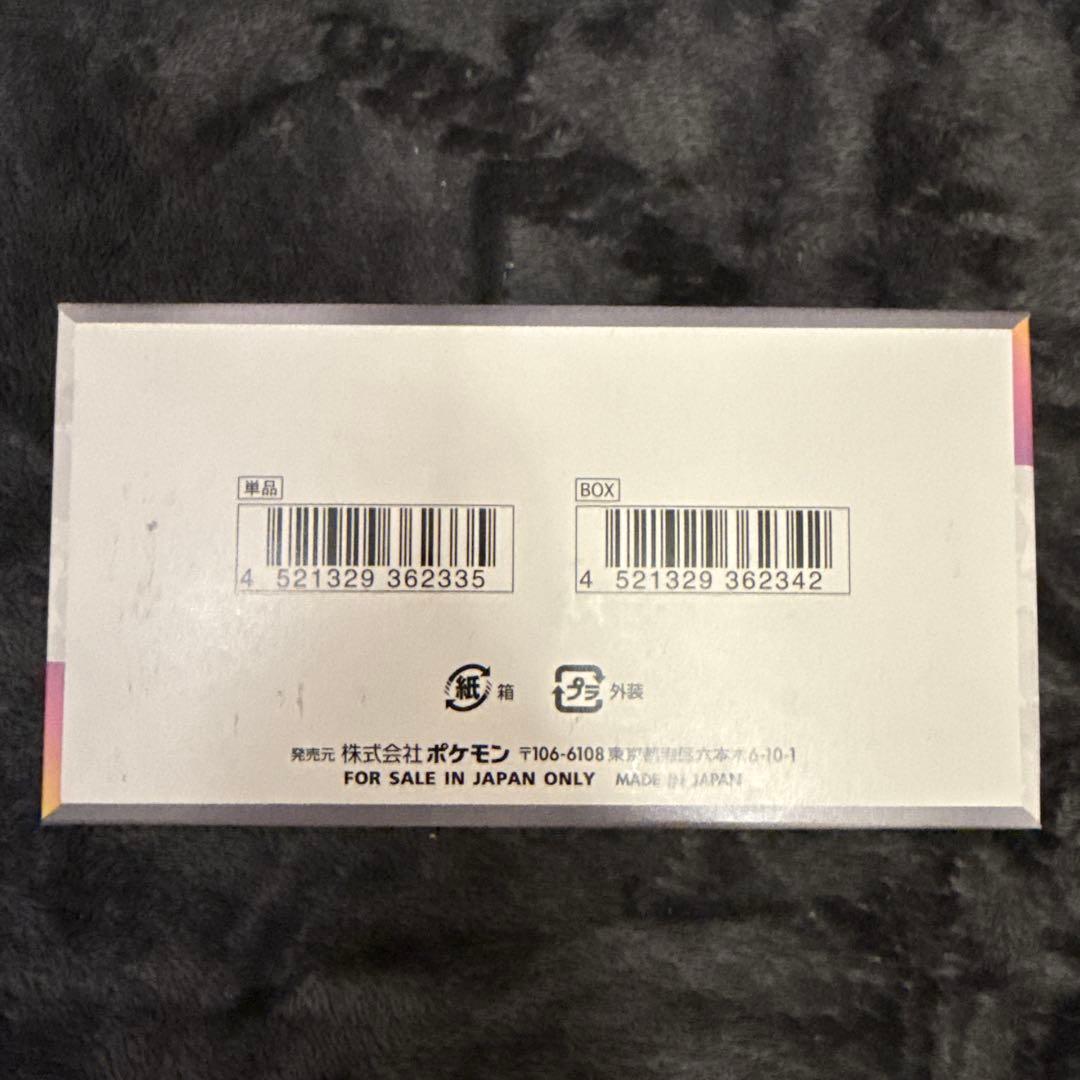 単品
BOX
4 521329 362335
4 521329 362342
紙 箱
プラ 外装
発売元 株式会社 ポケモン 〒106-6108 東京都港区六本木6-10-1
FOR SALE IN JAPAN ONLY MADE IN JAPAN